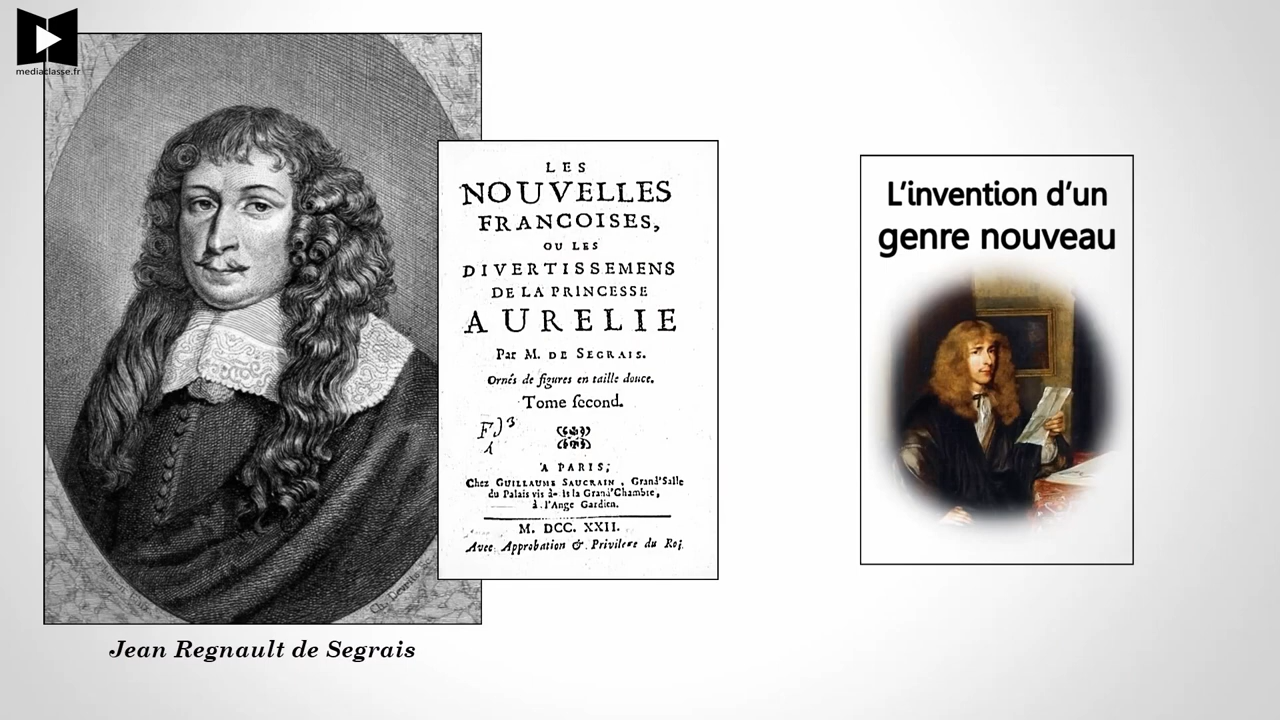 mediaclasse.fr
LES
NOUVELLES
FRANCOISES,
OU LES
DIVERTISSEMENS
DE LA PRINCESSE
AURELIE
Par M. DE SEGRAIS.
Ornés de figures en taille douce.
Tome second.
A PARIS;
Chez GUILLAUME SAUCRAIN, Grand'Salle
du Palais vis à- la Grand'Chambre,
à l'Ange Gardien.
M. DCC. XXII.
Avec Approbation & Privilege du Roi
Jean Regnault de Segrais
L'invention d'un
genre nouveau